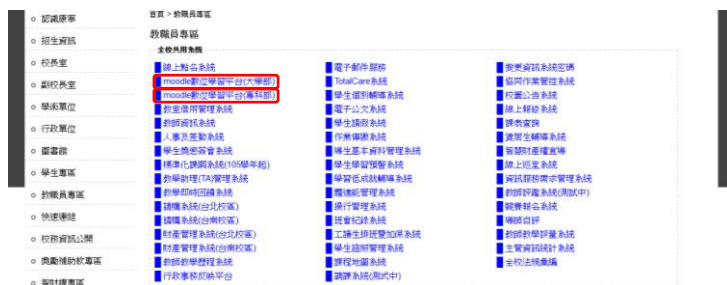 首頁 > 教職員專區
教職員專區
全校共用系統
認識康寧
招生資訊
校長室
副校長室
學術單位
行政單位
圖書館
學生專區
教職員專區
快速連結
校務資訊公開
獎勵補助款專區
線上點名系統
moodle數位學習平台(大學部)
moodle數位學習平台(專科部)
教室借用管理系統
教師資訊系統
人事及差勤系統
學生獎懲簽會系統
標準化課綱系統(105學年起)
教學助理(TA)管理系統
教學即時回饋系統
請購系統(台北校區)
請購系統(台南校區)
財產管理系統(台北校區)
財產管理系統(台南校區)
教師教學歷程系統
行政事務反映平台
電子郵件服務
TotalCare系統
學生個別輔導系統
電子公文系統
學生請假系統
作業傳繳系統
導生基本資料管理系統
學生學習預警系統
學習低成就輔導系統
體適能管理系統
操行管理系統
班會紀錄系統
工讀生排班暨加保系統
學生證照管理系統
課程地圖系統
調課系統(測試中)
變更資訊系統密碼
協同作業管控系統
校園公告系統
線上報修系統
課表查詢
賃居生輔導系統
智慧財產權宣導
線上巡堂系統
資訊服務需求管理系統
教師評鑑系統(測試中)
競賽報名系統
導師自評
教師教學評量系統
主管資訊統計系統
全校法規彙編